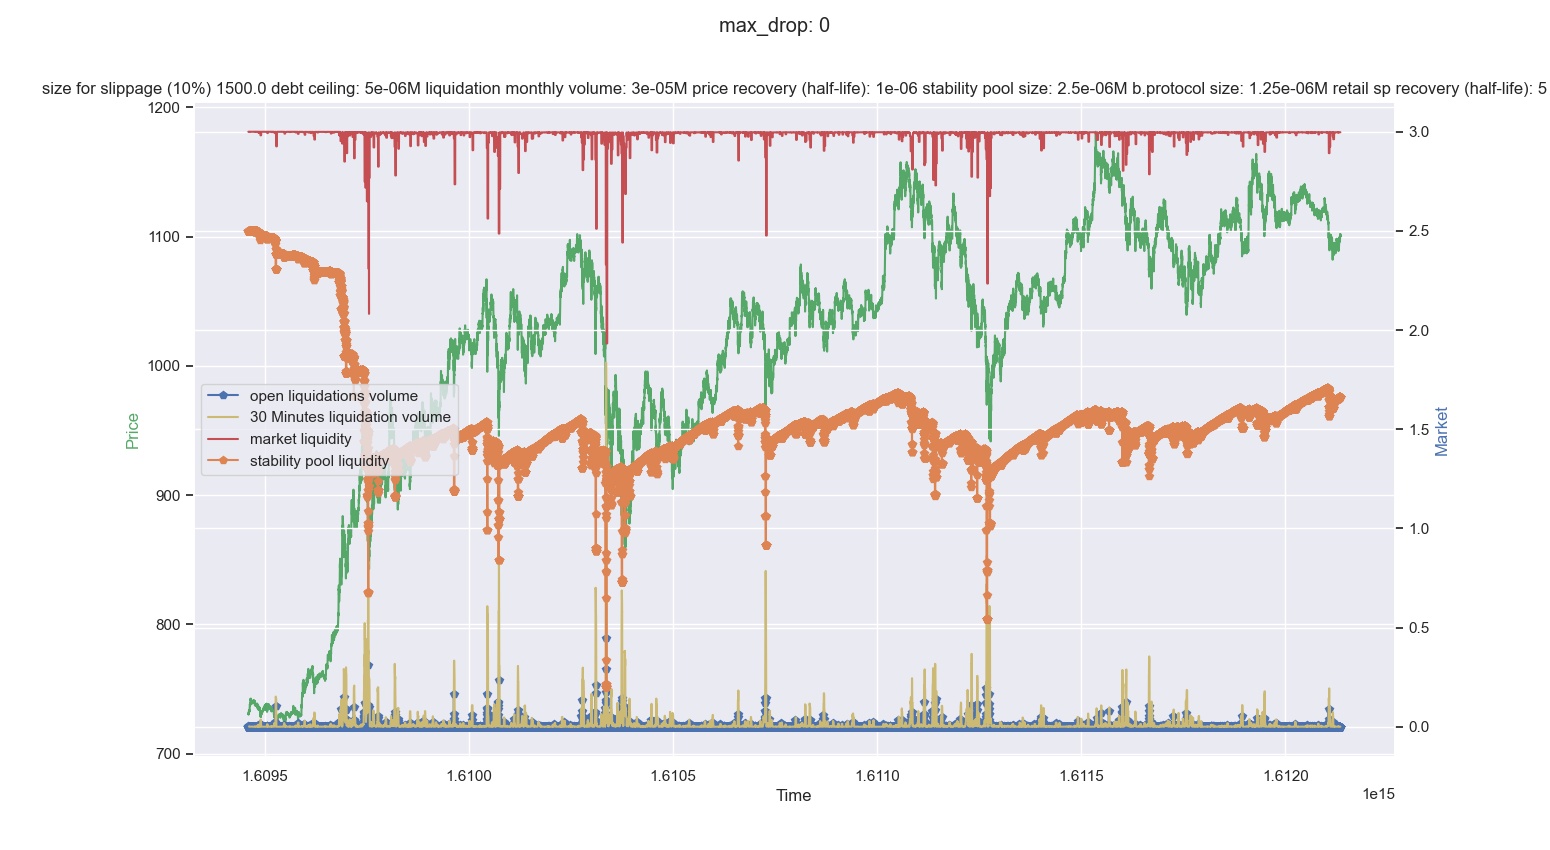 max_drop: 0
size for slippage (10%) 1500.0 debt ceiling: 5e-06M liquidation monthly volume: 3e-05M price recovery (half-life): 1e-06 stability pool size: 2.5e-06M b.protocol size: 1.25e-06M retail sp recovery (half-life): 5
1200
1100
1000
900
800
700
Price
open liquidations volume
30 Minutes liquidation volume
market liquidity
stability pool liquidity
3.0
2.5
2.0
1.5
1.0
0.5
0.0
Market
1.6095 1.6100 1.6105 1.6110 1.6115 1.6120
Time
1e15